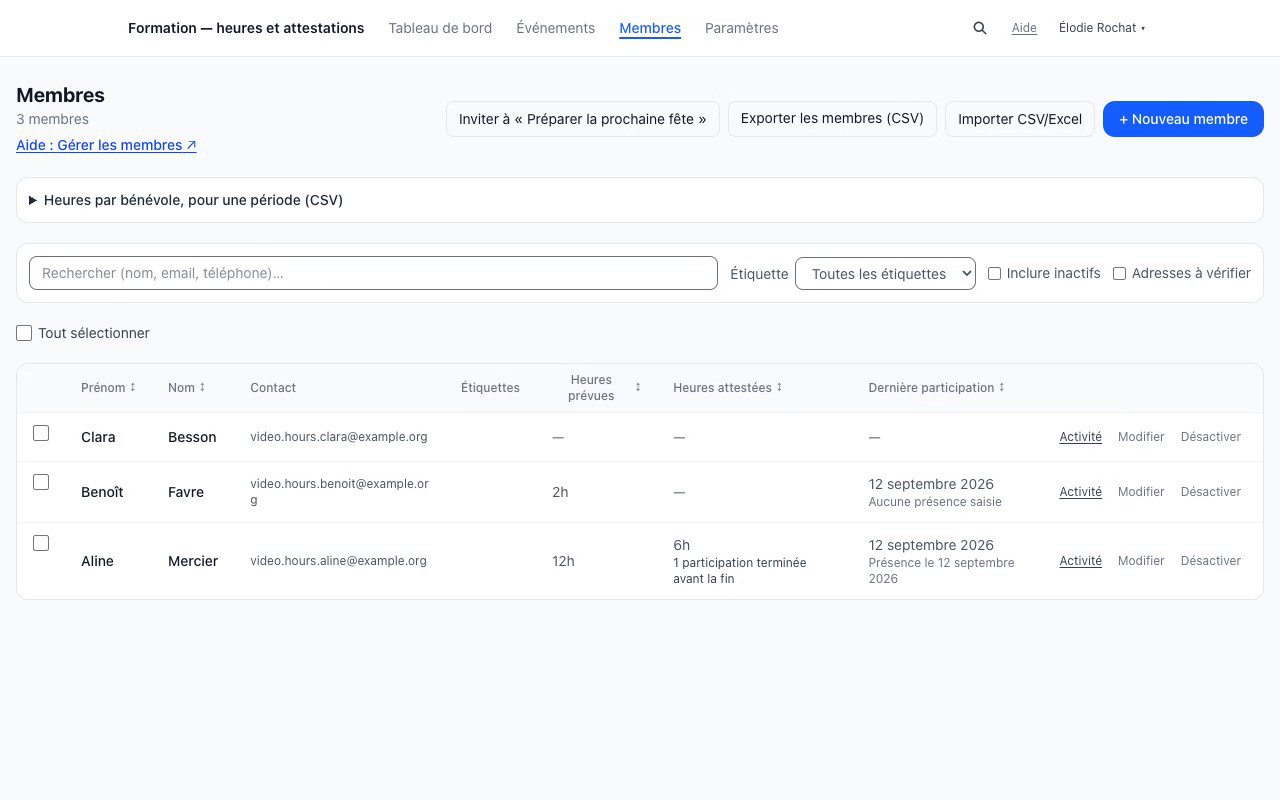 Formation — heures et attestations Tableau de bord Événements Membres Paramètres Aide Élodie Rochat ▾
Membres
3 membres
Aide : Gérer les membres ↗
Inviter à « Préparer la prochaine fête » Exporter les membres (CSV) Importer CSV/Excel + Nouveau membre
▶ Heures par bénévole, pour une période (CSV)
Rechercher (nom, email, téléphone)… Étiquette Toutes les étiquettes Inclure inactifs Adresses à vérifier
Tout sélectionner
Prénom ↕ Nom ↕ Contact Étiquettes Heures prévues ↕ Heures attestées ↕ Dernière participation ↕
Clara Besson video.hours.clara@example.org — — — Activité Modifier Désactiver
Benoît Favre video.hours.benoit@example.org 2h — 12 septembre 2026 Activité Modifier Désactiver
Aucune présence saisie
Aline Mercier video.hours.aline@example.org 12h 6h 12 septembre 2026 Activité Modifier Désactiver
1 participation terminée avant la fin Présence le 12 septembre 2026